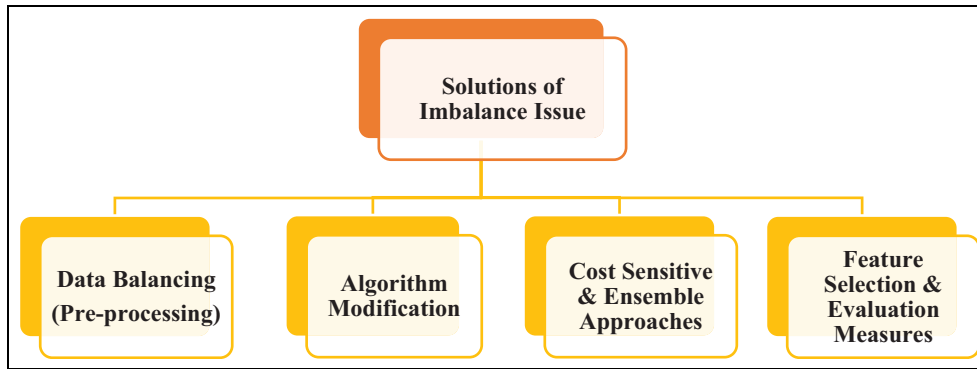 Solutions of
Imbalance Issue
Data Balancing
(Pre-processing)
Algorithm
Modification
Cost Sensitive
& Ensemble
Approaches
Feature
Selection &
Evaluation
Measures